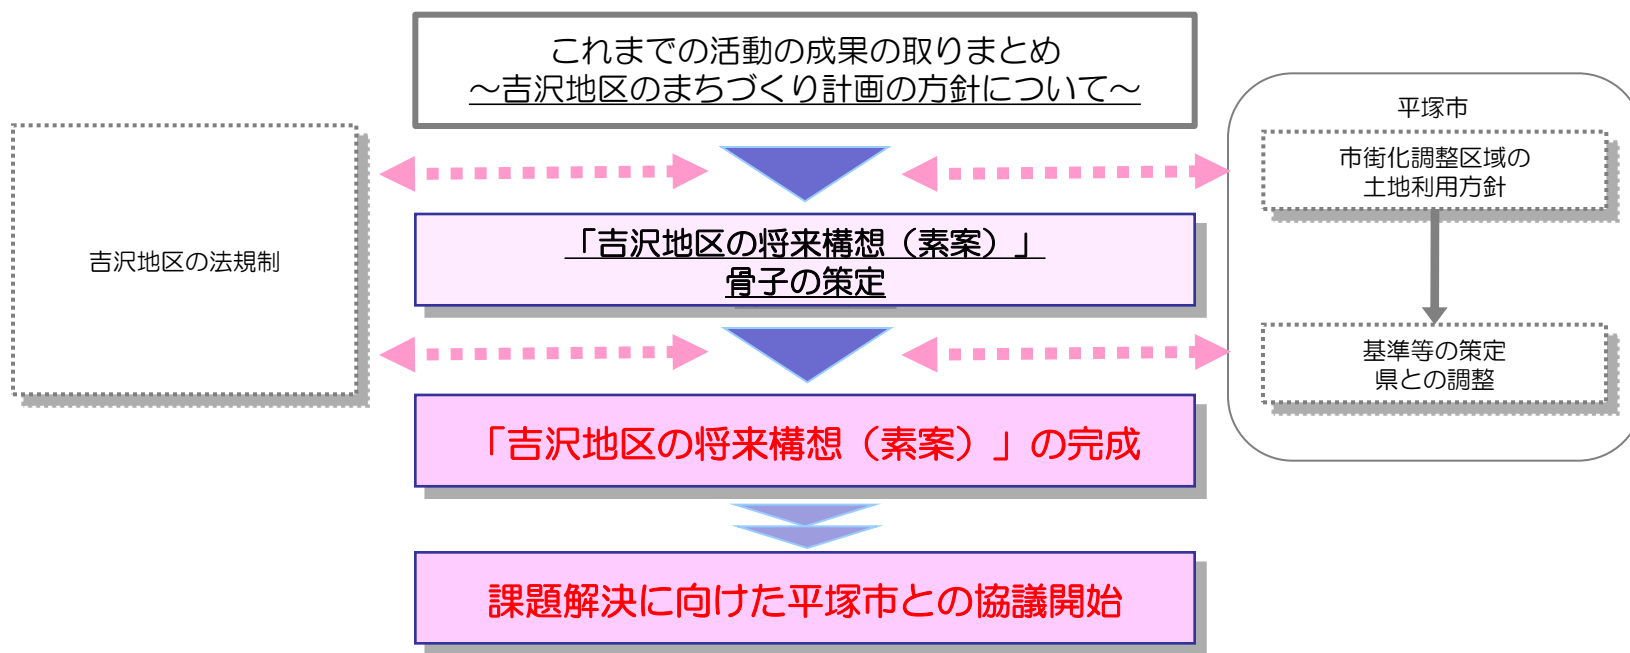 これまでの活動の成果の取りまとめ
～吉沢地区のまちづくり計画の方針について～
吉沢地区の法規制
「吉沢地区の将来構想（素案）」
骨子の策定
「吉沢地区の将来構想（素案）」の完成
課題解決に向けた平塚市との協議開始
平塚市
市街化調整区域の
土地利用方針
基準等の策定
県との調整